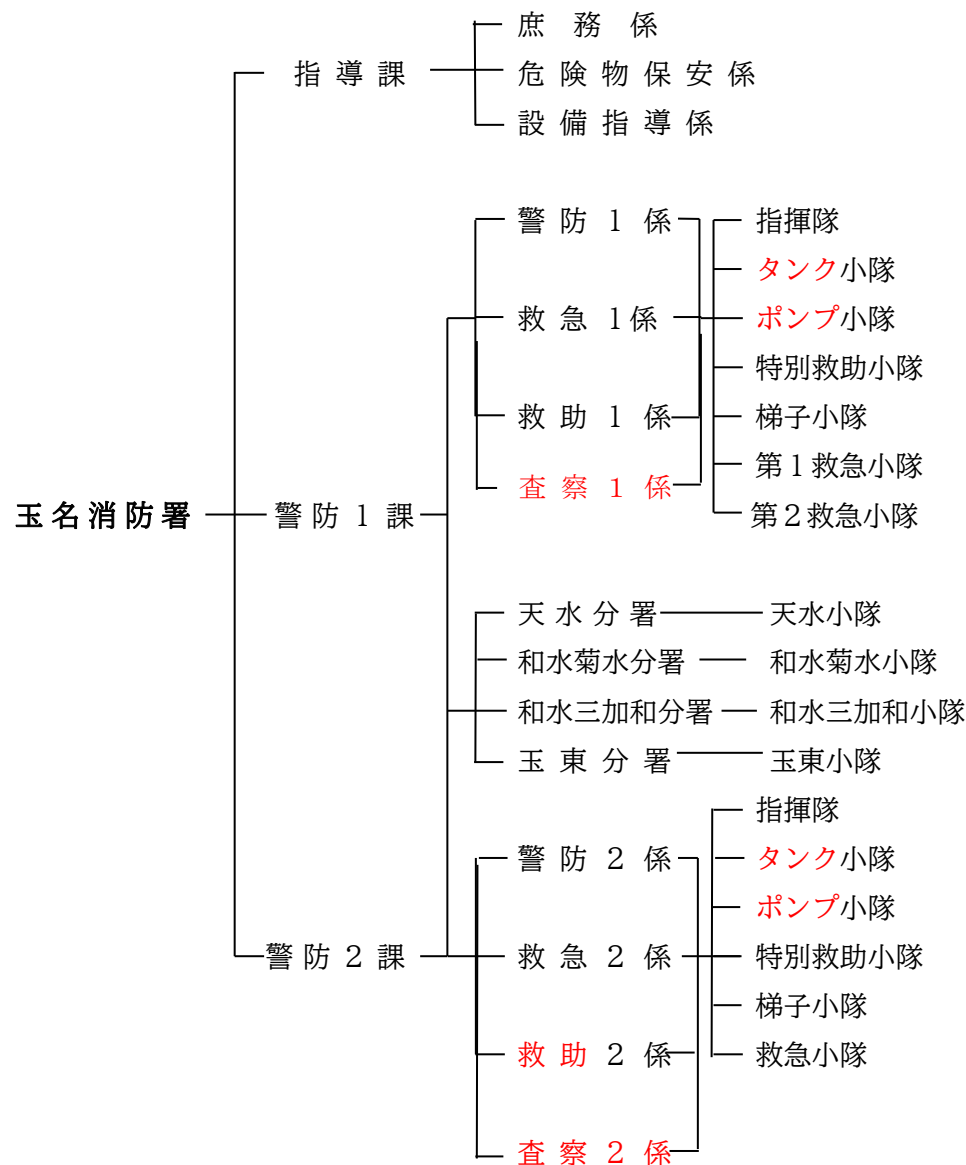 庶務係
指導課
危険物保安係
設備指導係
警防１係
指揮隊
タンク小隊
救急１係
ポンプ小隊
特別救助小隊
救助１係
梯子小隊
第１救急小隊
査察１係
玉名消防署
警防１課
第２救急小隊
天水分署
天水小隊
和水菊水分署
和水菊水小隊
和水三加和分署
和水三加和小隊
玉東分署
玉東小隊
指揮隊
警防２係
タンク小隊
ポンプ小隊
警防２課
救急２係
特別救助小隊
梯子小隊
救助２係
救急小隊
査察２係